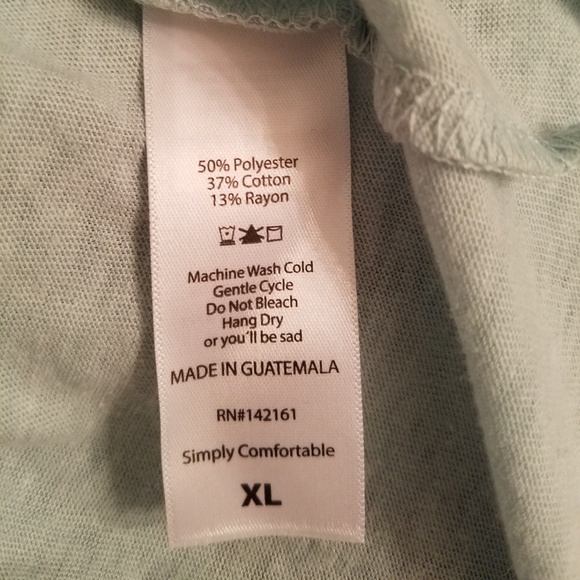 50% Polyester
37% Cotton
13% Rayon
Machine Wash Cold
Gentle Cycle
Do Not Bleach
Hang Dry
or you'll be sad
MADE IN GUATEMALA
RN#142161
Simply Comfortable
XL